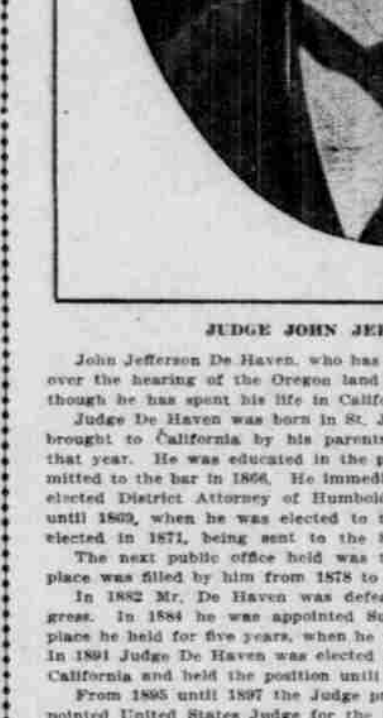 JUDGE JOHN JE
John Jefferson De Haven, who has
over the hearing of the Oregon land
though he has spent his life in Calif
Judge De Haven was born in St. J
brought to California by his parent
that year. He was educated in the p
mitted to the bar in 1866. He immedi
elected District Attorney of Humbol
until 1869, when he was elected to
elected in 1871, being sent to the
The next public office held was
place was filled by him from 1878 to
In 1882 Mr. De Haven was defea
gress. In 1884 he was appointed Su
place he held for five years, when he
In 1891 Judge De Haven was elected
California and held the position until
From 1895 until 1897 the Judge p
pointed United States Judge for the